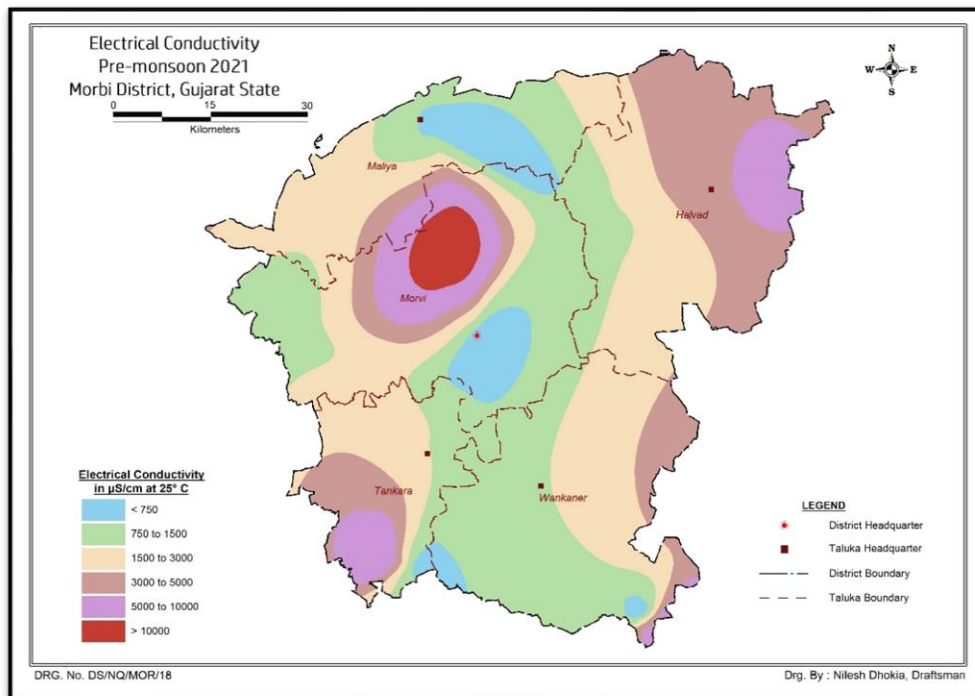 Electrical Conductivity
Pre-monsoon 2021
Morbi District, Gujarat State
0 15 30
Kilometers
N
W E
S
Maliya
Halvad
Morvi
Tankara
Wankaner
Electrical Conductivity
in µS/cm at 25° C
< 750
750 to 1500
1500 to 3000
3000 to 5000
5000 to 10000
> 10000
LEGEND
District Headquarter
Taluka Headquarter
District Boundary
Taluka Boundary
DRG. No. DS/NQ/MOR/18
Drg. By : Nilesh Dhokia, Draftsman